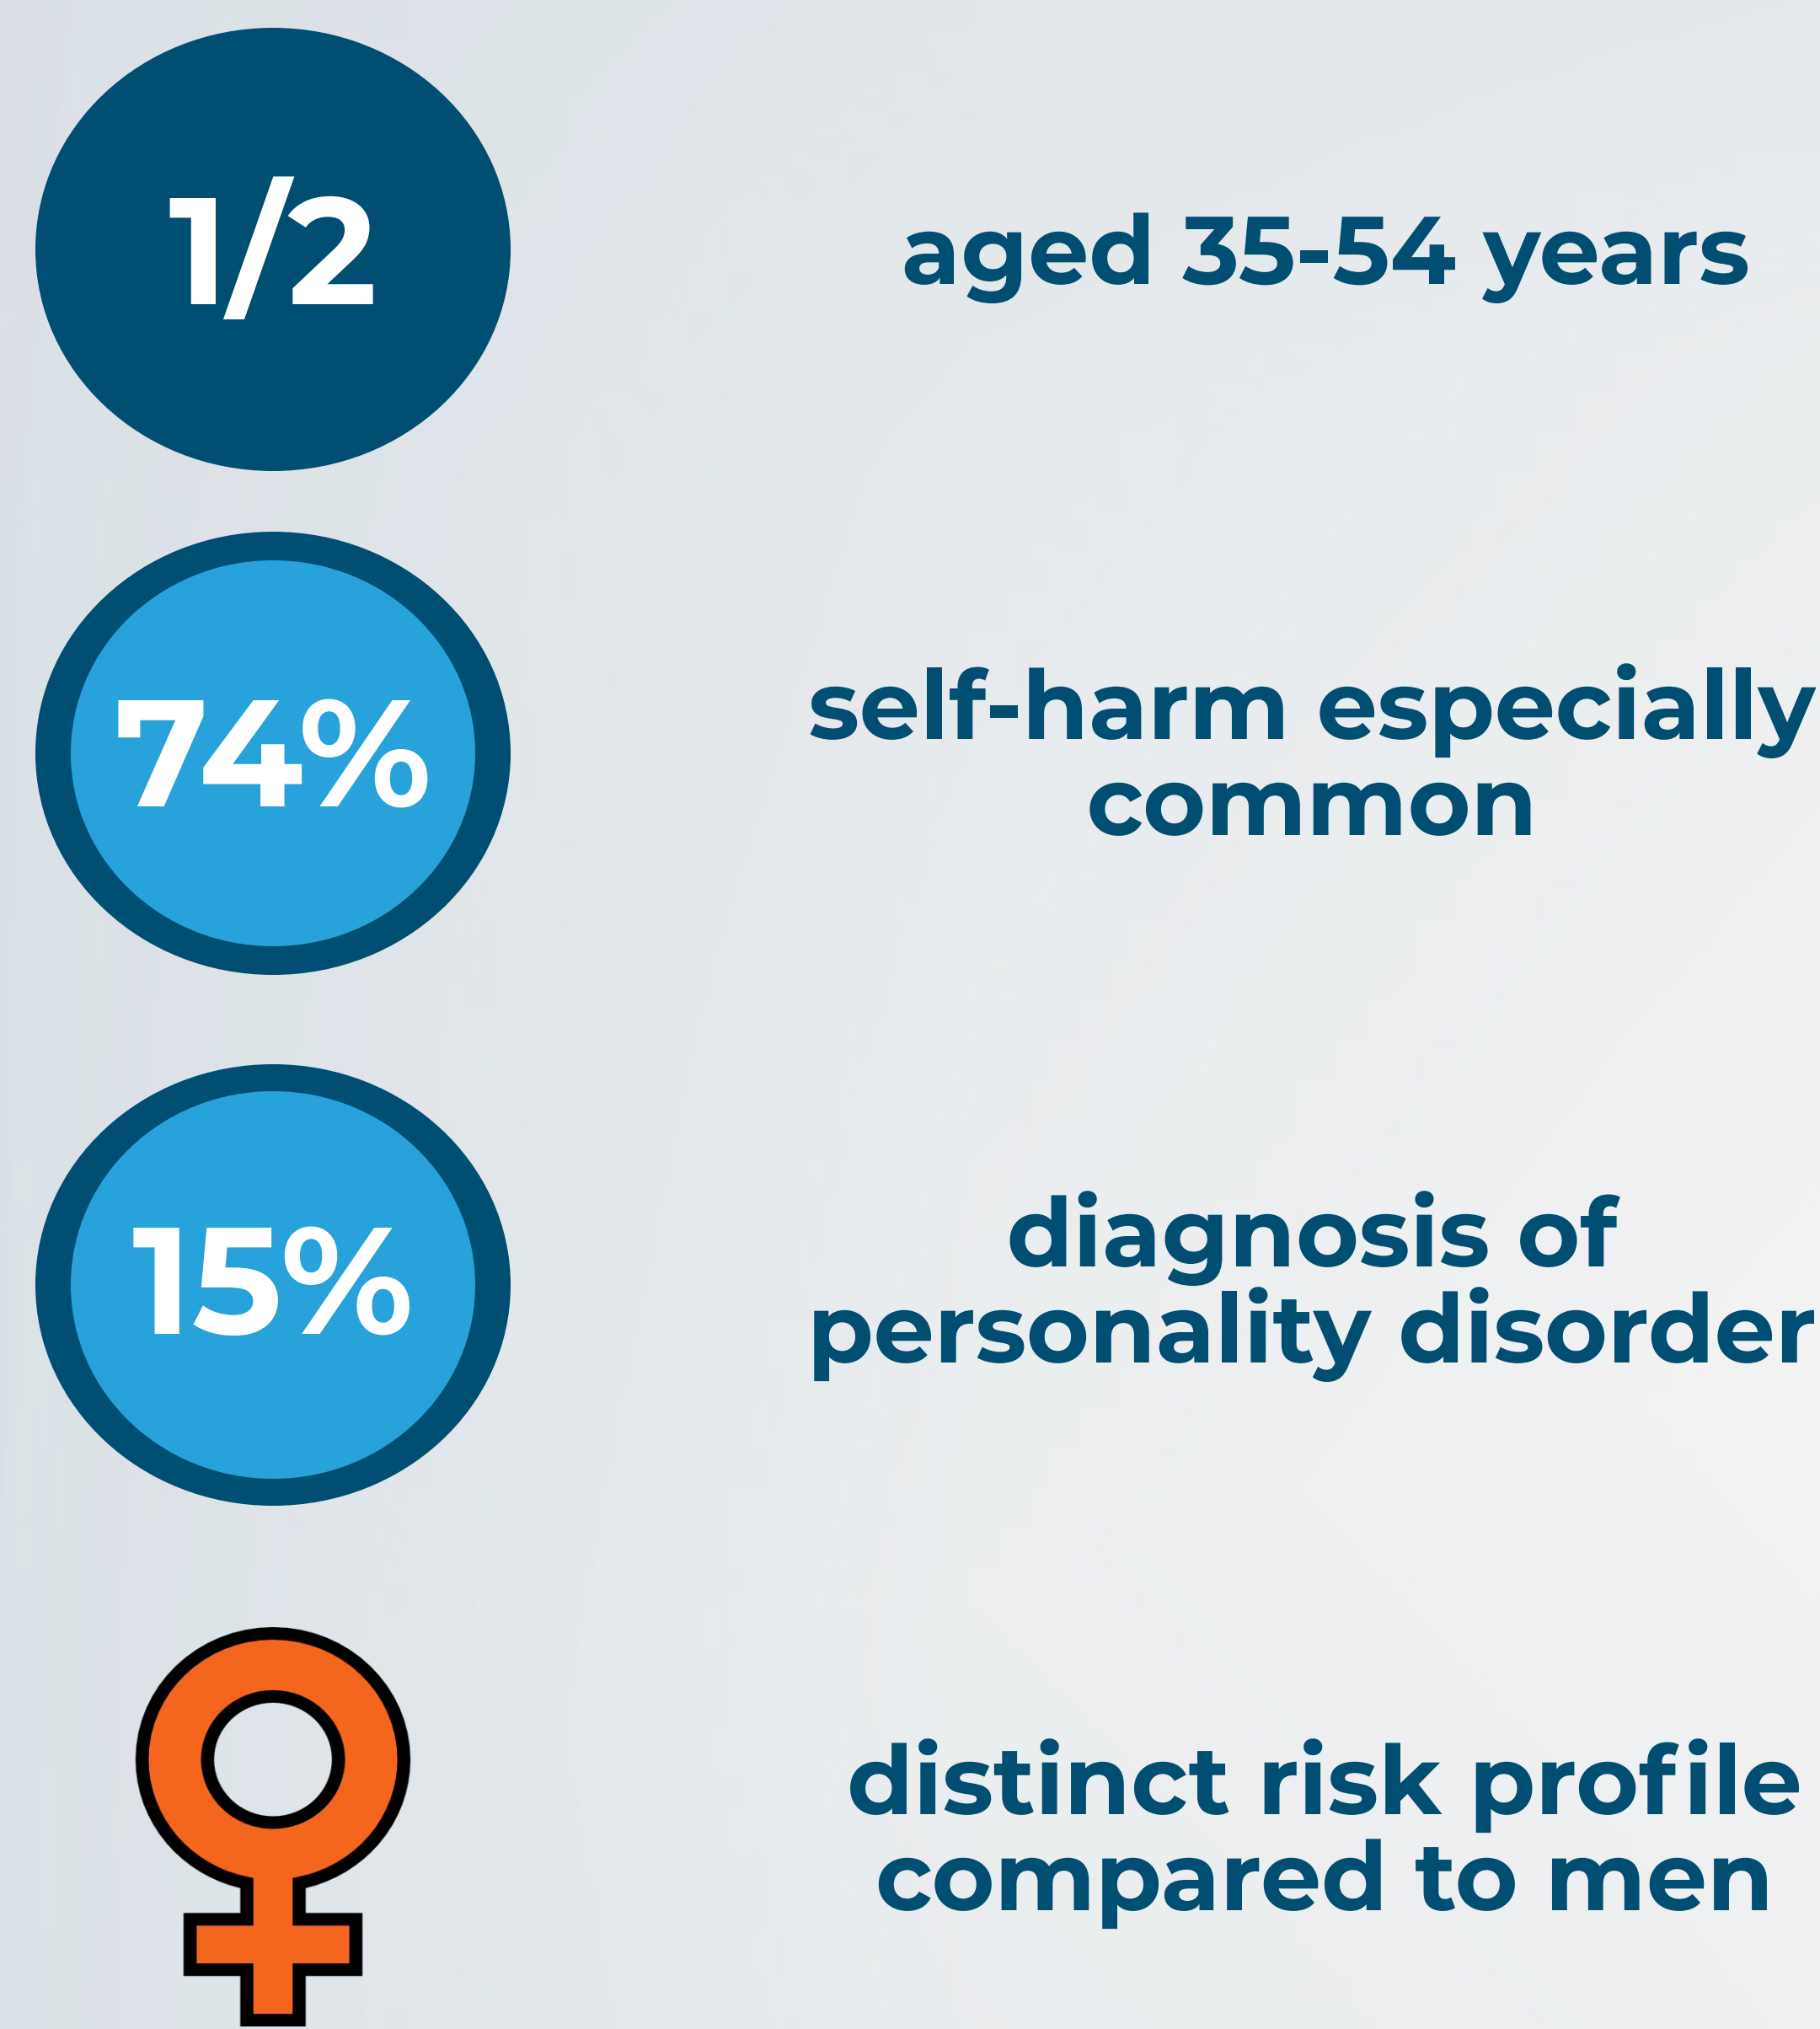 1/2
aged 35-54 years
74%
self-harm especially
common
15%
diagnosis of
personality disorder
distinct risk profile
compared to men